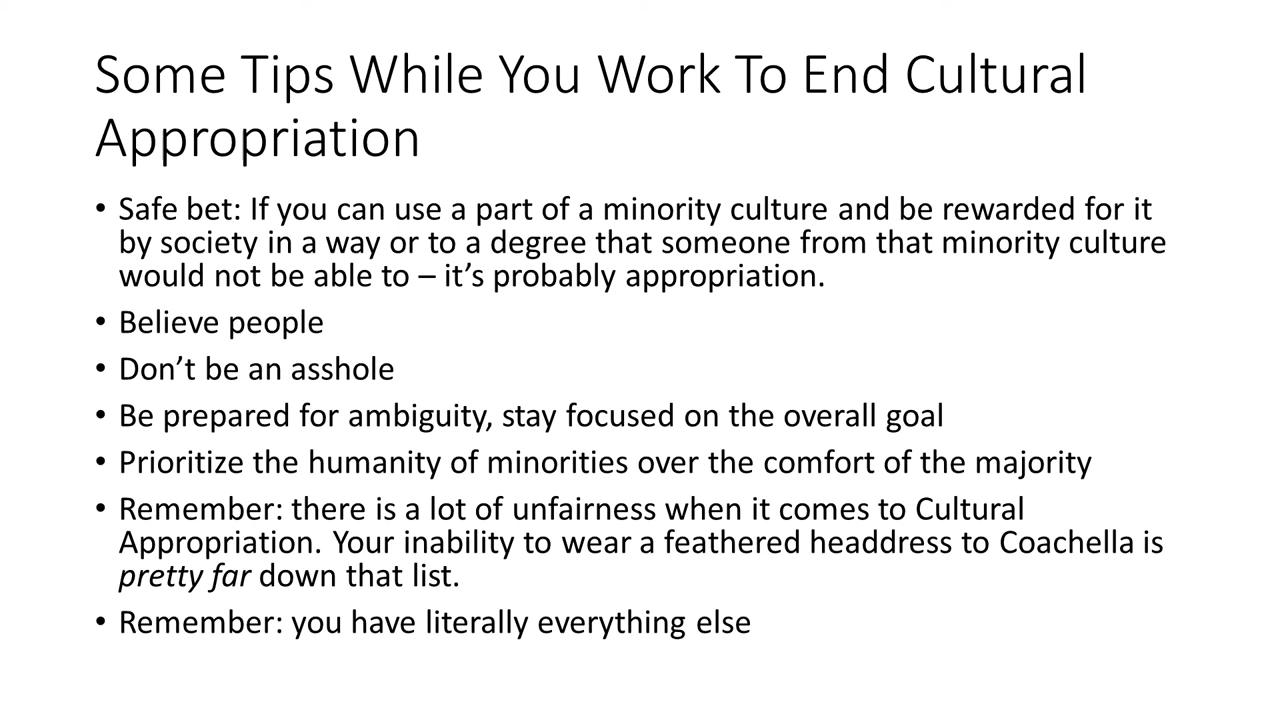 Some Tips While You Work To End Cultural
Appropriation
• Safe bet: If you can use a part of a minority culture and be rewarded for it
by society in a way or to a degree that someone from that minority culture
would not be able to – it’s probably appropriation.
• Believe people
• Don’t be an asshole
• Be prepared for ambiguity, stay focused on the overall goal
• Prioritize the humanity of minorities over the comfort of the majority
• Remember: there is a lot of unfairness when it comes to Cultural
Appropriation. Your inability to wear a feathered headdress to Coachella is
pretty far down that list.
• Remember: you have literally everything else